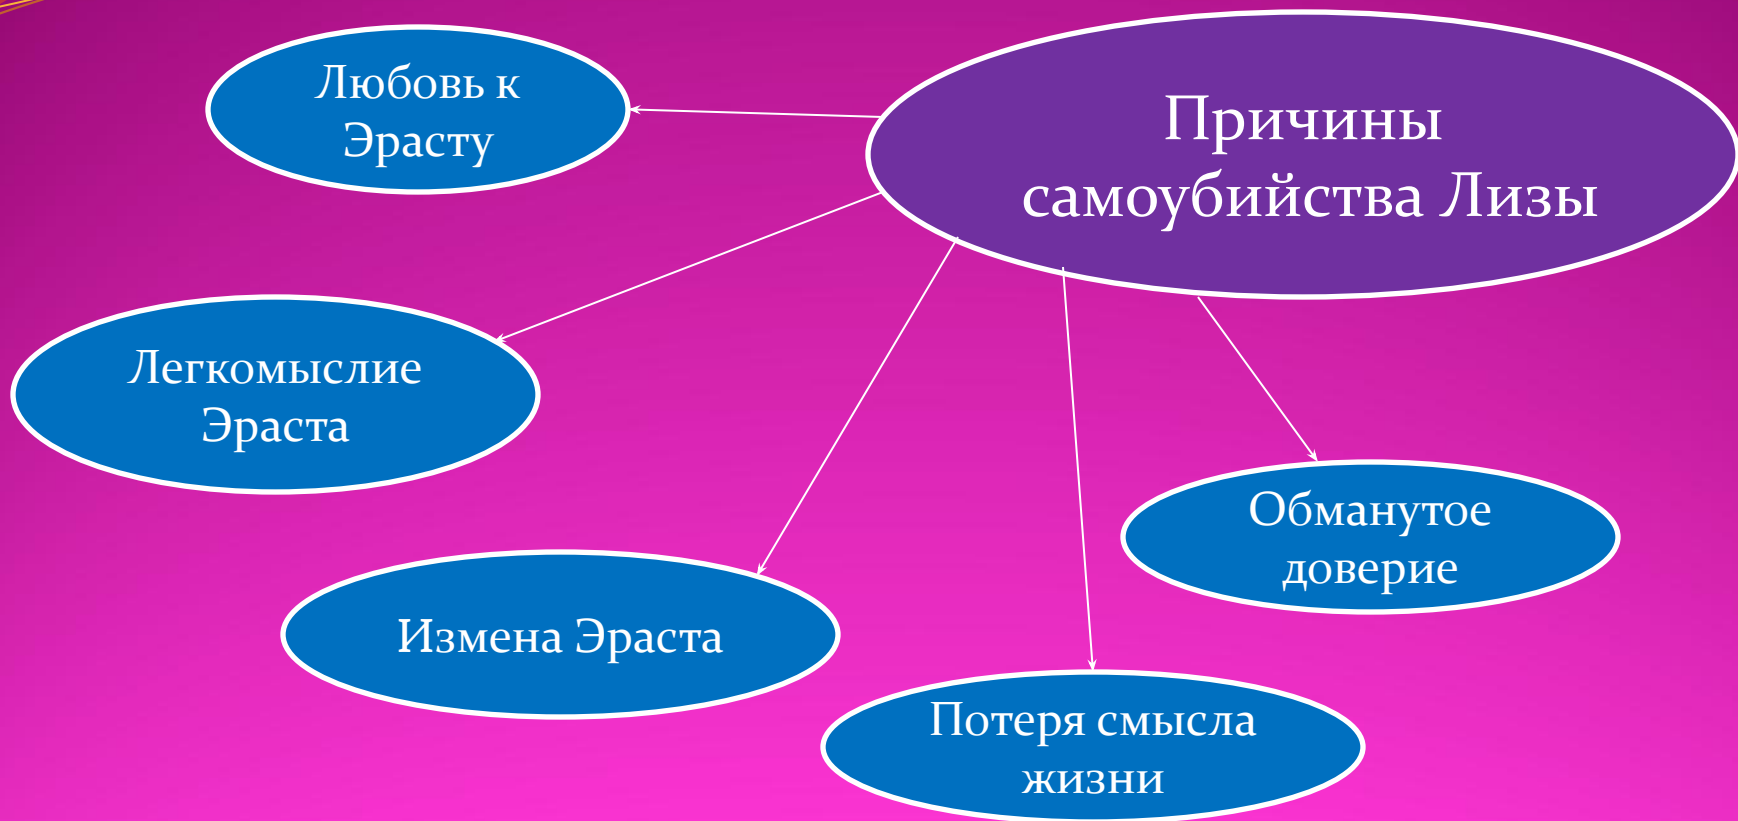 Причины
самоубийства Лизы
Любовь к
Эрасту
Легкомыслие
Эраста
Измена Эраста
Потеря смысла
жизни
Обманутое
доверие